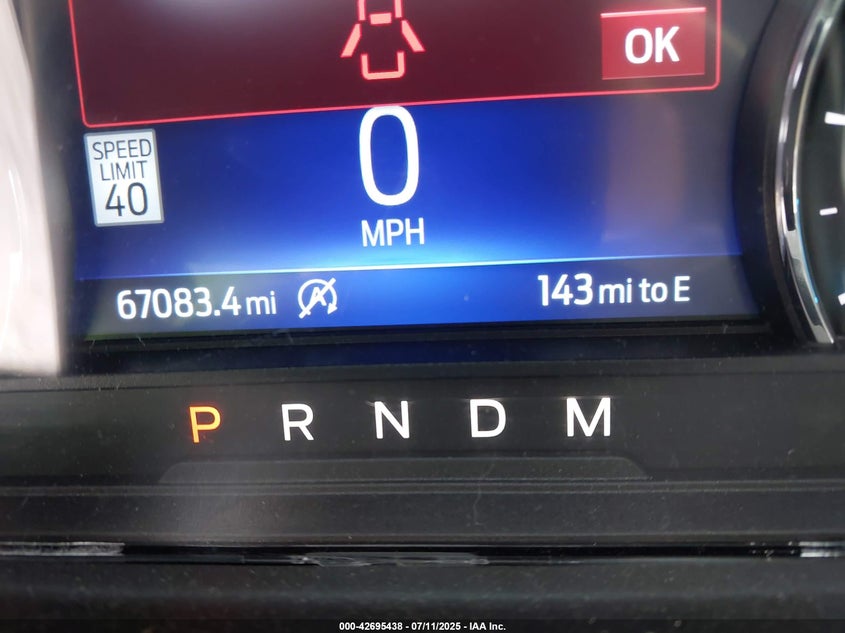 OK
SPEED
LIMIT
40
0
MPH
67083.4 mi
143 mi to E
P R N D M
000-42695438 - 07/11/2025 - IAA Inc.